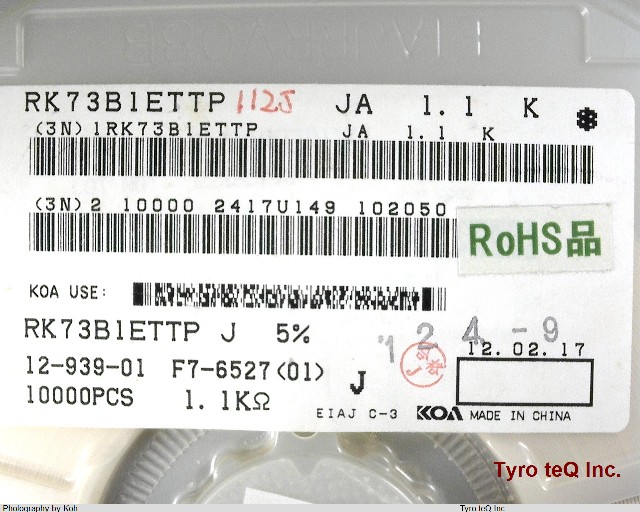 RK73B1ETTP 112J JA 1.1 K *
(3N)1RK73B1ETTP JA 1.1 K
(3N)2 10000 2417U149 102050
RoHS品
KOA USE:
RK73B1ETTP J 5%
'1 2 4 - 9
12-939-01 F7-6527(01) J 12.02.17
10000PCS 1.1KΩ
EIAJ C-3 KOA MADE IN CHINA
Tyro teQ Inc.
Photography by Koh Tyro teQ Inc